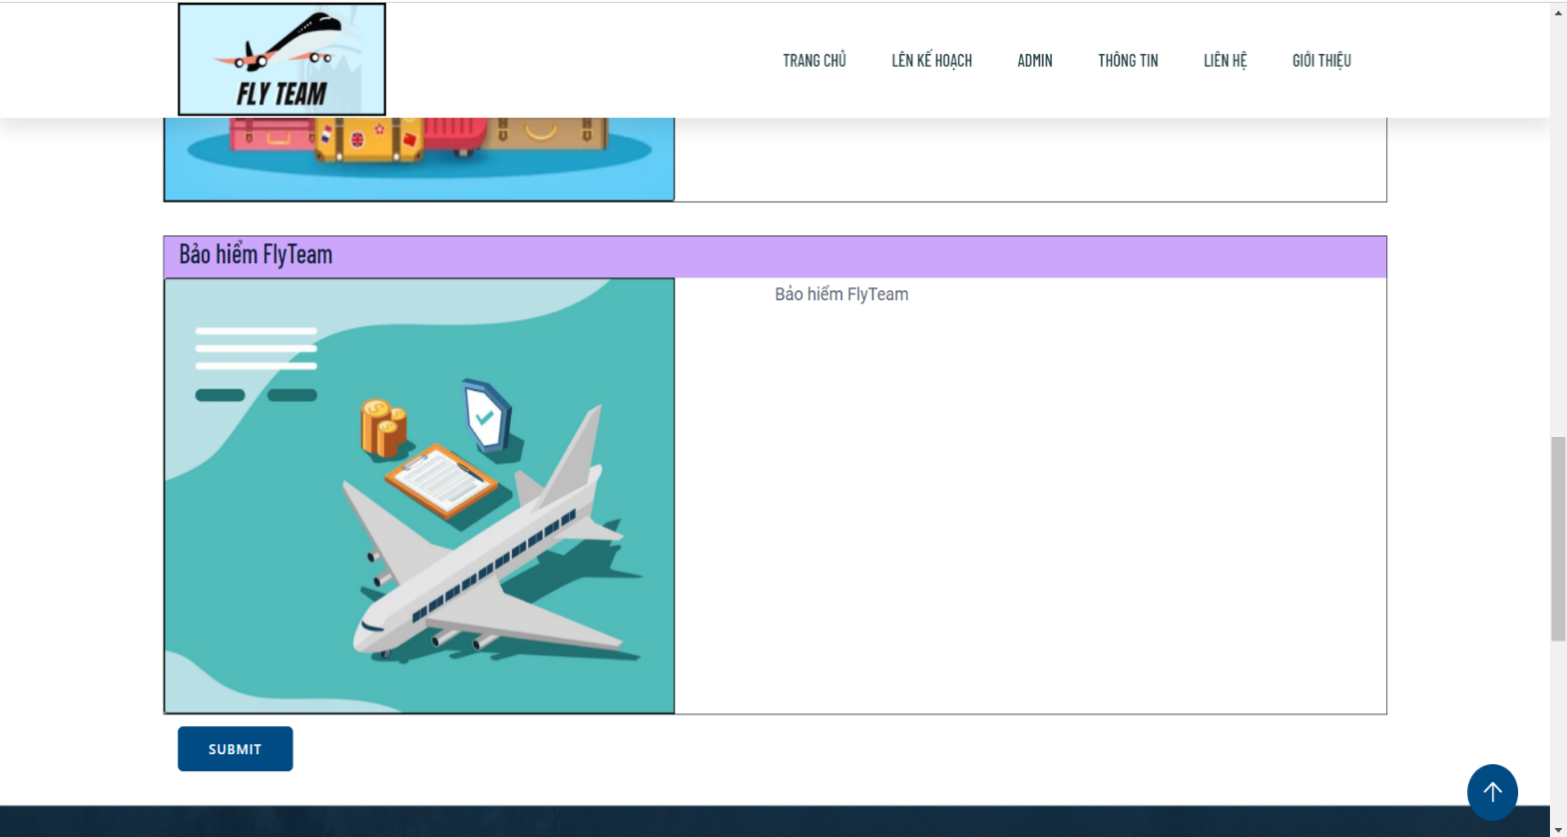 FLY TEAM
TRANG CHỦ LÊN KẾ HOẠCH ADMIN THÔNG TIN LIÊN HỆ GIỚI THIỆU
Bảo hiểm FlyTeam
Bảo hiểm FlyTeam
SUBMIT